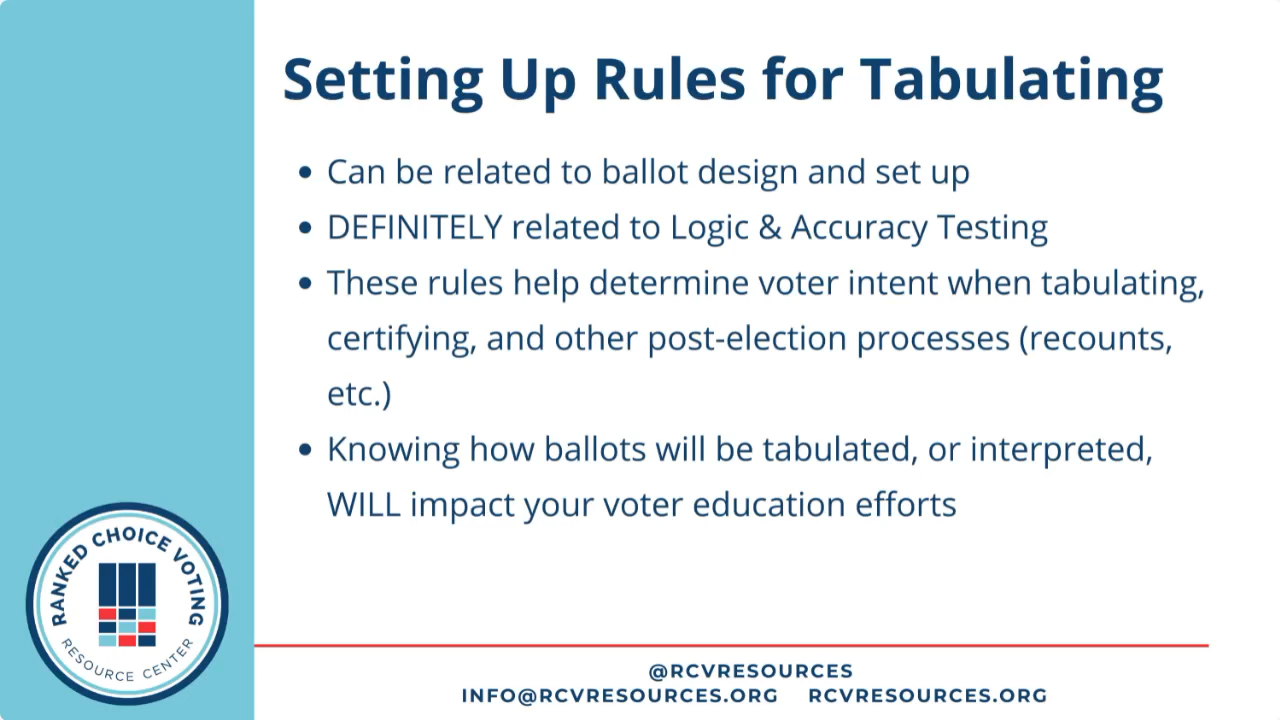 Setting Up Rules for Tabulating
• Can be related to ballot design and set up
• DEFINITELY related to Logic & Accuracy Testing
• These rules help determine voter intent when tabulating,
certifying, and other post-election processes (recounts,
etc.)
• Knowing how ballots will be tabulated, or interpreted,
WILL impact your voter education efforts
RANKED CHOICE VOTING
RESOURCE CENTER
@RCVRESOURCES
INFO@RCVRESOURCES.ORG RCVRESOURCES.ORG